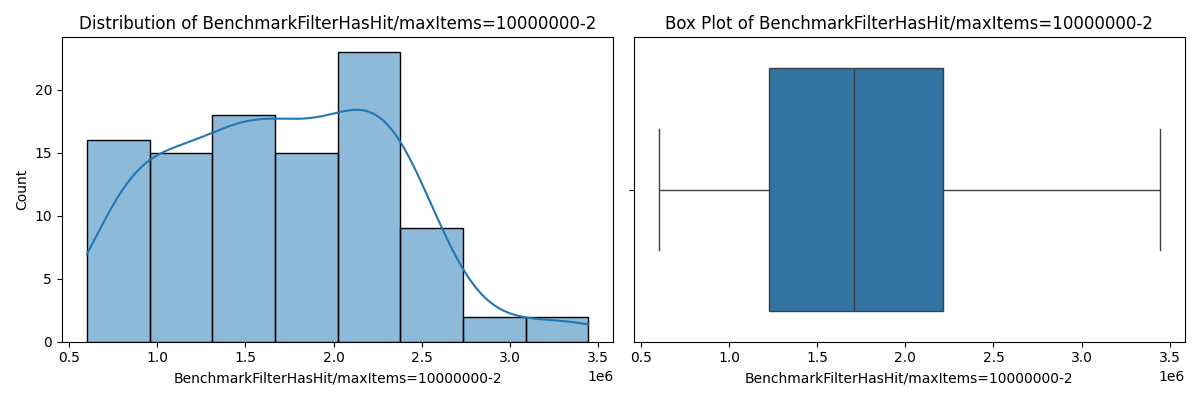 Distribution of BenchmarkFilterHasHit/maxItems=10000000-2
Count
20
15
10
5
0
0.5 1.0 1.5 2.0 2.5 3.0 3.5
1e6
BenchmarkFilterHasHit/maxItems=10000000-2
Box Plot of BenchmarkFilterHasHit/maxItems=10000000-2
0.5 1.0 1.5 2.0 2.5 3.0 3.5
1e6
BenchmarkFilterHasHit/maxItems=10000000-2